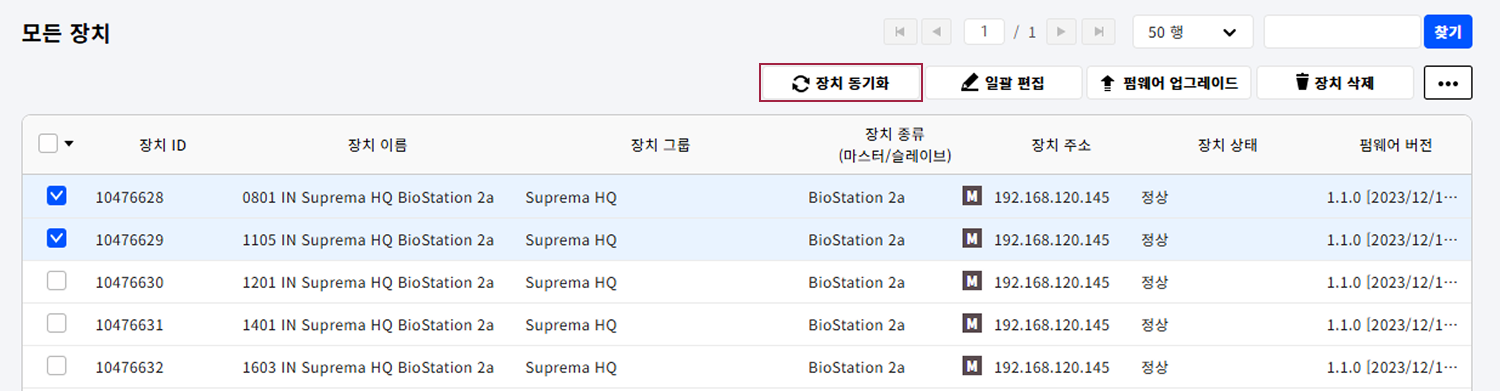 모든 장치
1 / 1
50 행
찾기
장치 동기화
일괄 편집
펌웨어 업그레이드
장치 삭제
장치 ID 장치 이름 장치 그룹 장치 종류 (마스터/슬레이브) 장치 주소 장치 상태 펌웨어 버전
10476628 0801 IN Suprema HQ BioStation 2a Suprema HQ BioStation 2a M 192.168.120.145 정상 1.1.0 [2023/12/1⋯
10476629 1105 IN Suprema HQ BioStation 2a Suprema HQ BioStation 2a M 192.168.120.145 정상 1.1.0 [2023/12/1⋯
10476630 1201 IN Suprema HQ BioStation 2a Suprema HQ BioStation 2a M 192.168.120.145 정상 1.1.0 [2023/12/1⋯
10476631 1401 IN Suprema HQ BioStation 2a Suprema HQ BioStation 2a M 192.168.120.145 정상 1.1.0 [2023/12/1⋯
10476632 1603 IN Suprema HQ BioStation 2a Suprema HQ BioStation 2a M 192.168.120.145 정상 1.1.0 [2023/12/1⋯